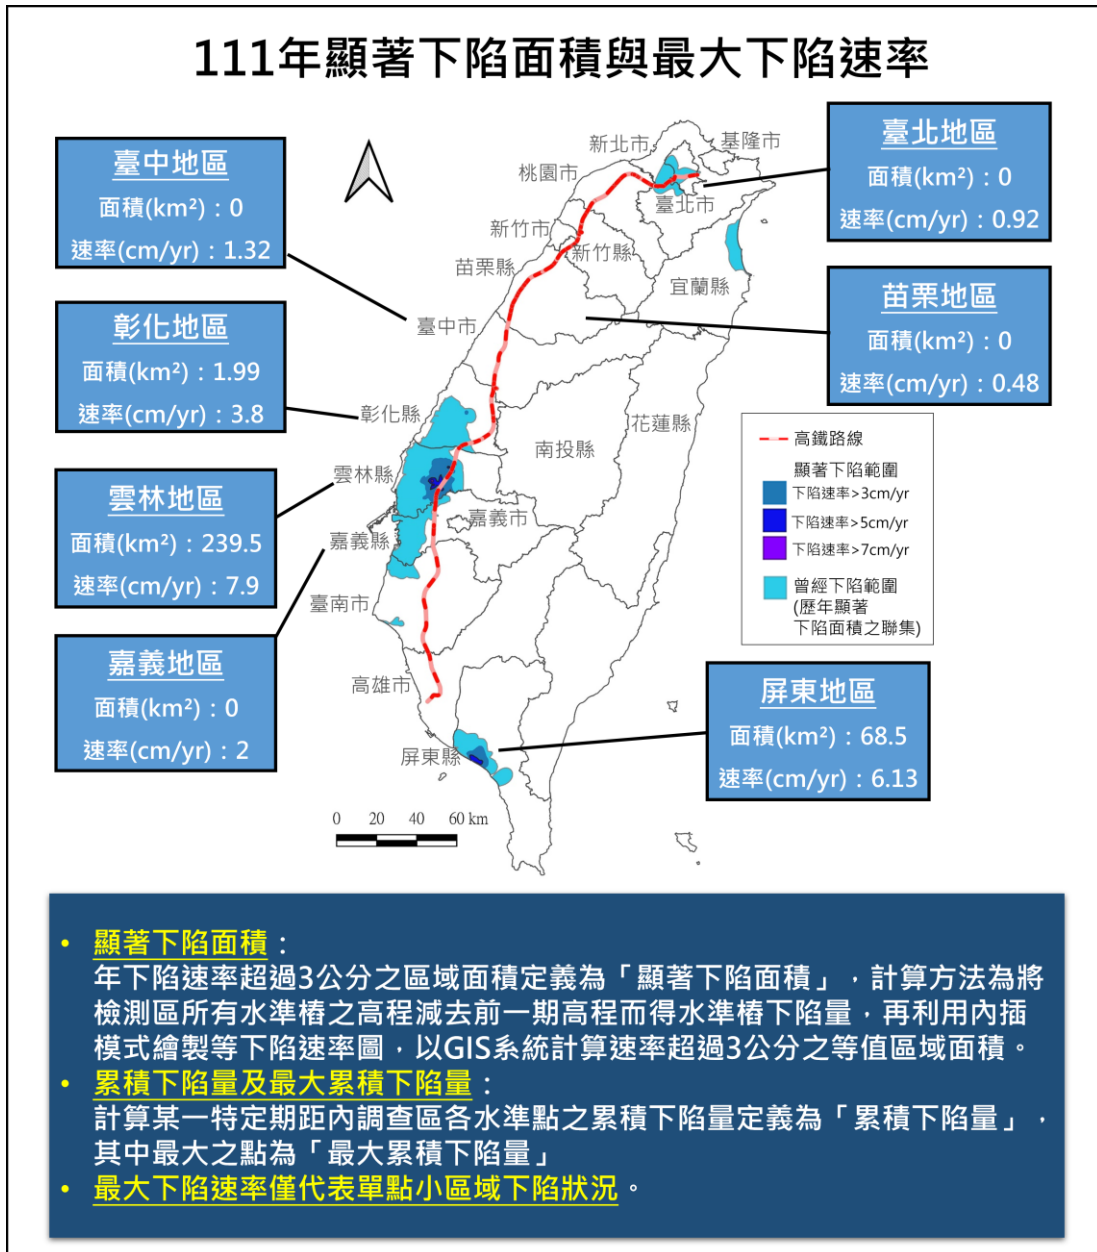 111年顯著下陷面積與最大下陷速率
臺中地區
面積(km²)：0
速率(cm/yr)：1.32
彰化地區
面積(km²)：1.99
速率(cm/yr)：3.8
雲林地區
面積(km²)：239.5
速率(cm/yr)：7.9
嘉義地區
面積(km²)：0
速率(cm/yr)：2
臺北地區
面積(km²)：0
速率(cm/yr)：0.92
苗栗地區
面積(km²)：0
速率(cm/yr)：0.48
屏東地區
面積(km²)：68.5
速率(cm/yr)：6.13
新北市
基隆市
桃園市
臺北市
新竹市
新竹縣
苗栗縣
宜蘭縣
臺中市
彰化縣
花蓮縣
南投縣
雲林縣
嘉義市
嘉義縣
臺南市
高雄市
屏東縣
高鐵路線
顯著下陷範圍
下陷速率>3cm/yr
下陷速率>5cm/yr
下陷速率>7cm/yr
曾經下陷範圍
(歷年顯著
下陷面積之聯集)
0 20 40 60 km
• 顯著下陷面積：
年下陷速率超過3公分之區域面積定義為「顯著下陷面積」，計算方法為將
檢測區所有水準樁之高程減去前一期高程而得水準樁下陷量，再利用內插
模式繪製等下陷速率圖，以GIS系統計算速率超過3公分之等值區域面積。
• 累積下陷量及最大累積下陷量：
計算某一特定期距內調查區各水準點之累積下陷量定義為「累積下陷量」，
其中最大之點為「最大累積下陷量」
• 最大下陷速率僅代表單點小區域下陷狀況。